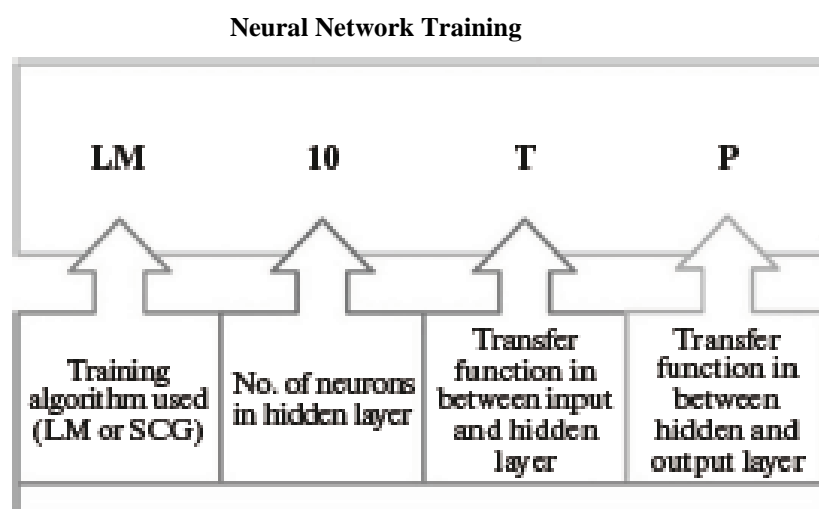 Neural Network Training
LM
10
T
P
Training
algorithm used
(LM or SCG)
No. of neurons
in hidden layer
Transfer
function in
between input
and hidden
layer
Transfer
function in
between
hidden and
output layer